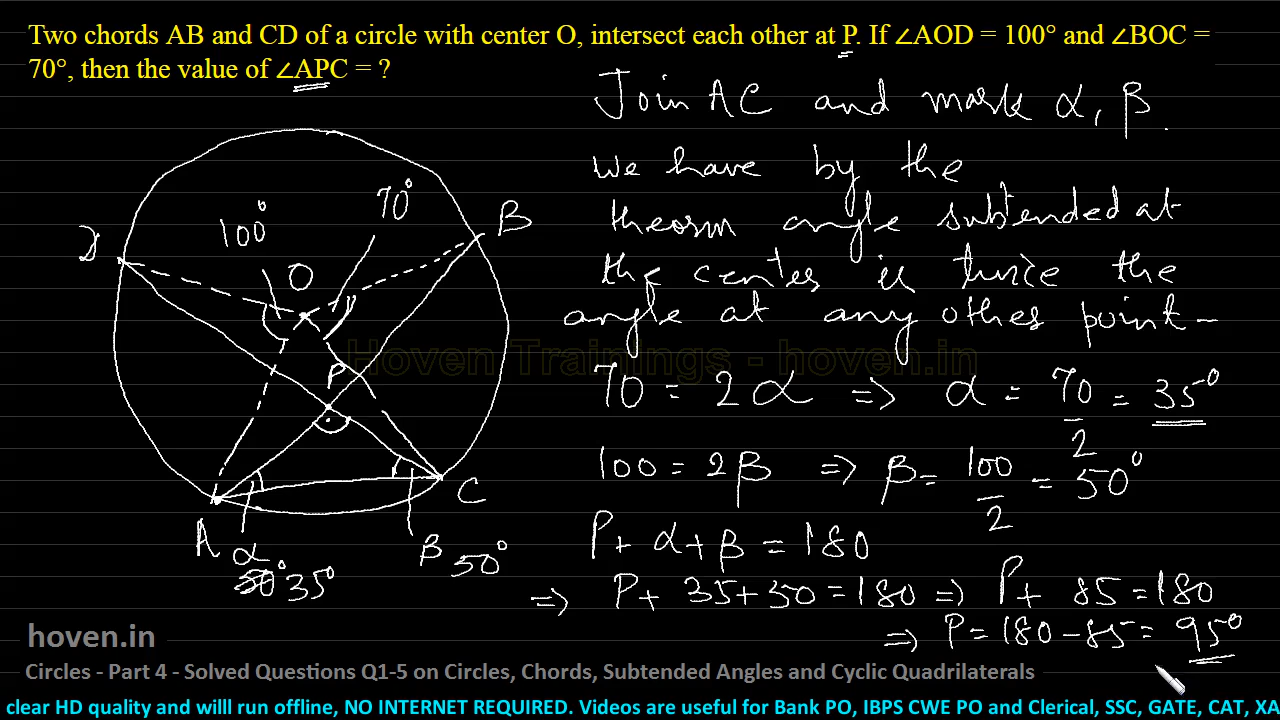 Two chords AB and CD of a circle with center O, intersect each other at P. If ∠AOD = 100° and ∠BOC =
70°, then the value of ∠APC = ?
Join AC and mark α, β.
We have by the
theorm angle subtended at
the center is twice the
angle at any other point -
70 = 2α ⇒ α = 70/2 = 35°
100 = 2β ⇒ β = 100/2 = 50°
P + α + β = 180
⇒ P + 35 + 50 = 180 ⇒ P + 85 = 180
⇒ P = 180 - 85 = 95°
D
100°
70°
B
O
P
A
C
α
35°
β 50°
Hoven Trainings - hoven.in
hoven.in
Circles - Part 4 - Solved Questions Q1-5 on Circles, Chords, Subtended Angles and Cyclic Quadrilaterals
clear HD quality and willl run offline, NO INTERNET REQUIRED. Videos are useful for Bank PO, IBPS CWE PO and Clerical, SSC, GATE, CAT, XA